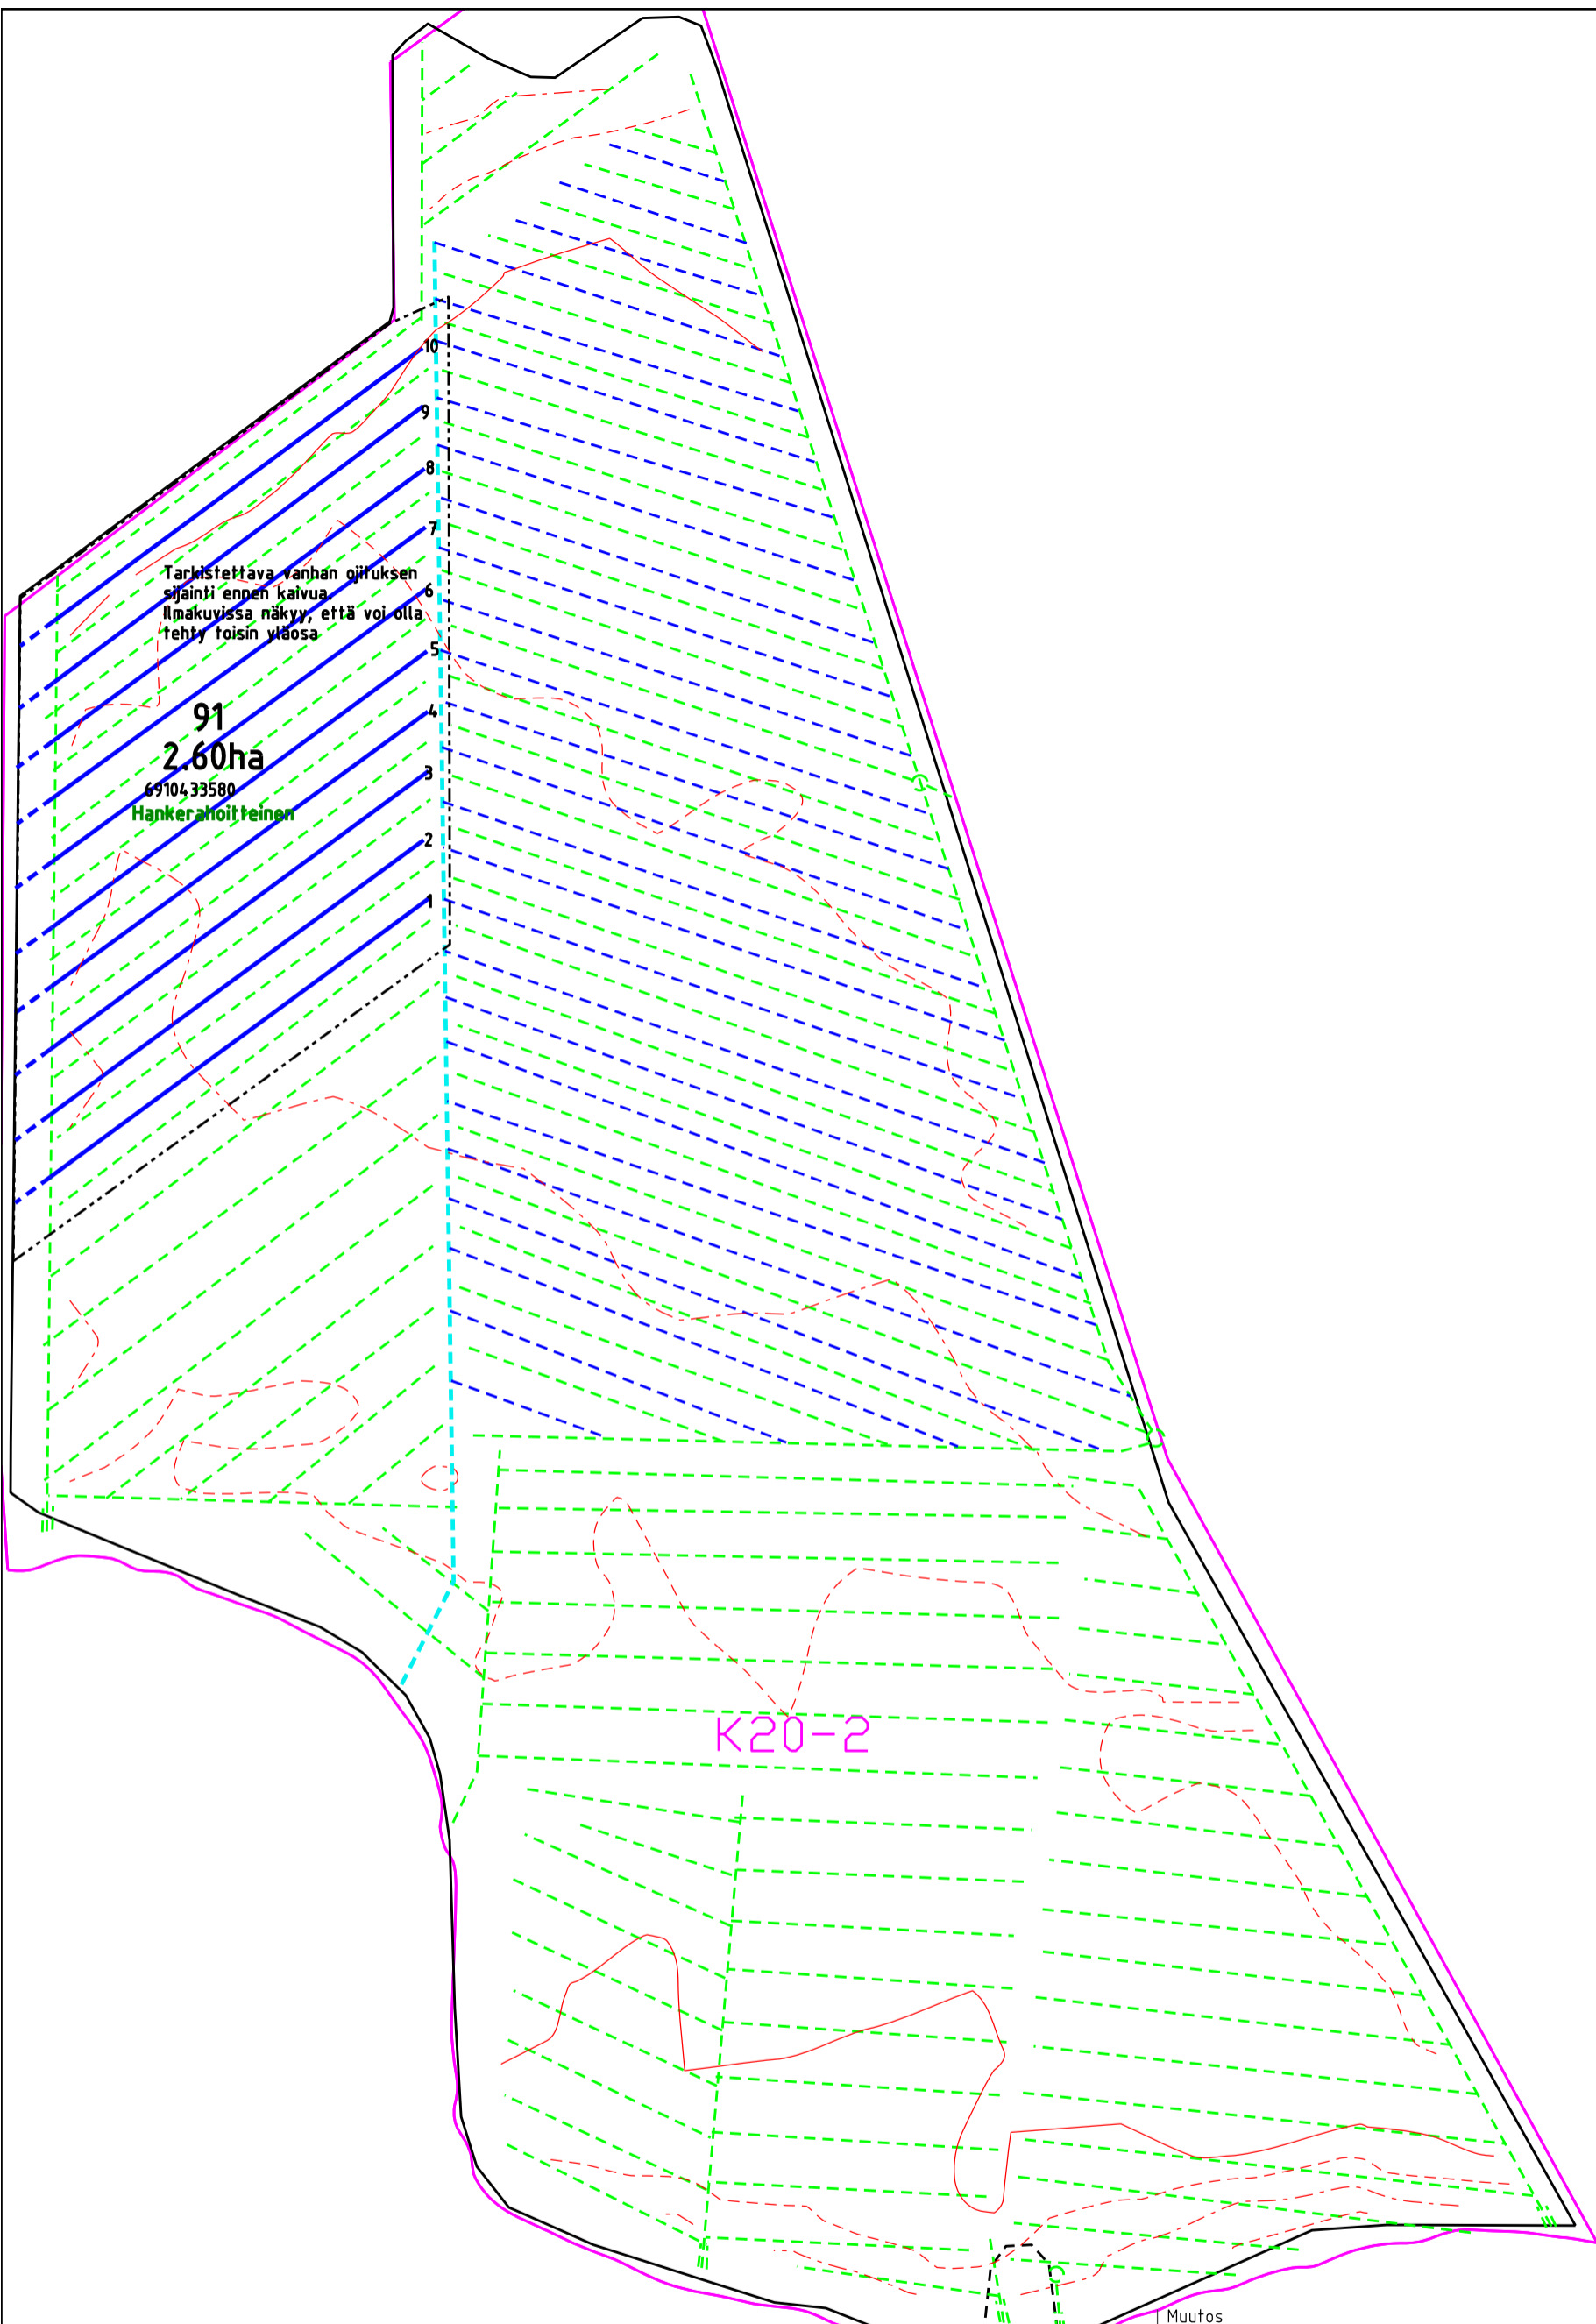 10
9
8
7
Tarkistettava vanhan ojituksen
sijainti ennen kaivua.
6
Ilmakuvissa näkyy, että voi olla
tehty toisin yläosa
5
91
4
2.60ha
3
6910433580
Hankerahoitteinen
2
1
K20-2
Muutos